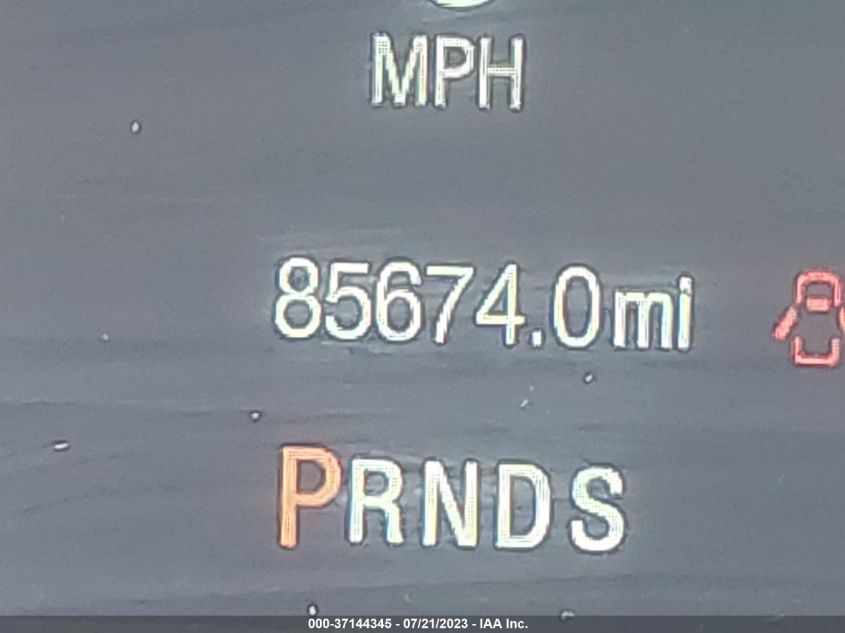 MPH
85674.0mi
PRNDS
000-37144345 - 07/21/2023 - IAA Inc.